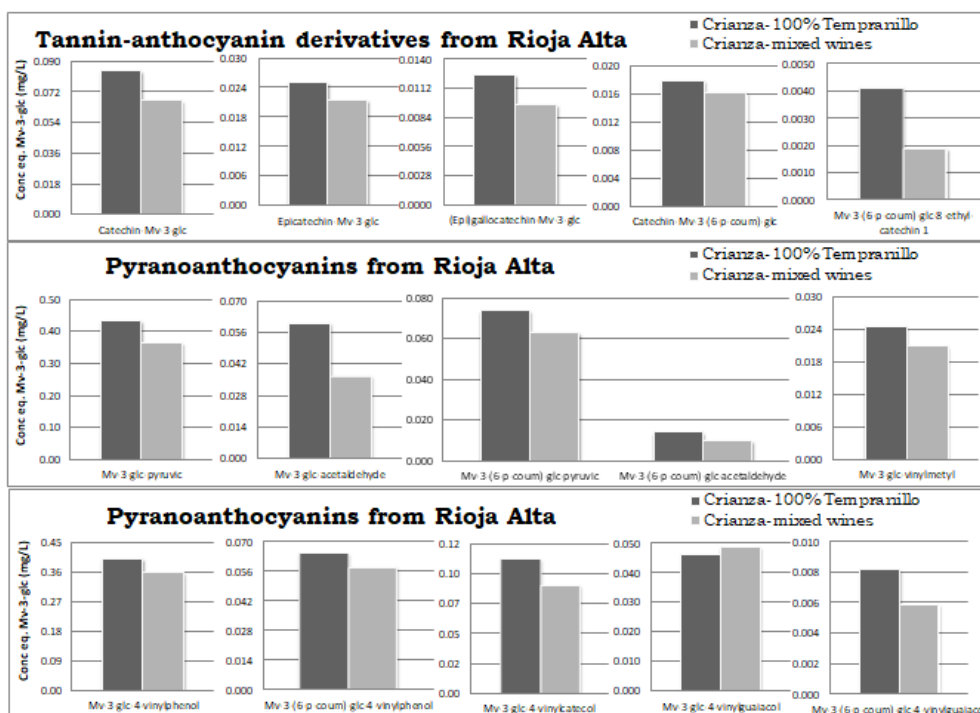 Tannin-anthocyanin derivatives from Rioja Alta
Crianza- 100% Tempranillo
Crianza-mixed wines
Conc eq. Mv-3-glc (mg/L)
0.090
0.072
0.054
0.036
0.018
0.000
Catechin-Mv-3 glc
0.030
0.024
0.018
0.012
0.006
0.000
Epicatechin-Mv-3 glc
0.0140
0.0112
0.0084
0.0056
0.0028
0.0000
(Epi)gallocatechin-Mv-3-glc
0.020
0.016
0.012
0.008
0.004
0.000
Catechin-Mv-3 (6-p-coum)-glc
0.0050
0.0040
0.0030
0.0020
0.0010
0.0000
Mv-3 (6-p-coum) glc-8-ethyl-
catechin 1
Pyranoanthocyanins from Rioja Alta
Crianza- 100% Tempranillo
Crianza-mixed wines
Conc eq. Mv-3-glc (mg/L)
0.50
0.40
0.30
0.20
0.10
0.00
Mv-3 glc-pyruvic
0.070
0.056
0.042
0.028
0.014
0.000
Mv-3 glc-acetaldehyde
0.080
0.060
0.040
0.020
0.000
Mv-3 (6-p-coum) glc-pyruvic
Mv-3 (6-p-coum) glc-acetaldehyde
0.030
0.024
0.018
0.012
0.006
0.000
Mv-3 glc-vinylmetyl
Pyranoanthocyanins from Rioja Alta
Crianza- 100% Tempranillo
Crianza-mixed wines
Conc eq. Mv-3-glc (mg/L)
0.45
0.36
0.27
0.18
0.09
0.00
Mv-3 glc-4-vinylphenol
0.070
0.056
0.042
0.028
0.014
0.000
Mv-3 (6-p-coum) glc-4-vinylphenol
0.12
0.10
0.07
0.05
0.02
0.00
Mv-3-glc-4-vinylcatecol
0.050
0.040
0.030
0.020
0.010
0.000
Mv-3-glc-4-vinylguaiacol
0.010
0.008
0.006
0.004
0.002
0.000
Mv-3 (6-p-coum) glc-4-vinylguaiacol